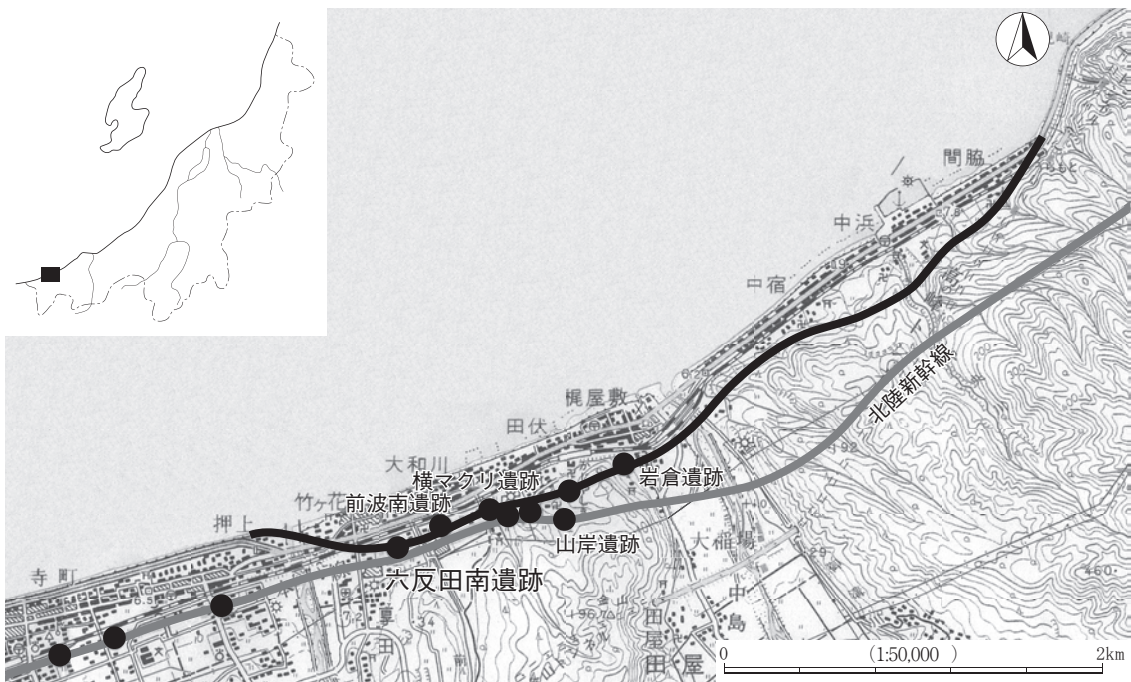 間脇
中浜
中宿
北陸新幹線
梶屋敷
田伏
大和川
横マクリ遺跡
岩倉遺跡
竹ヶ花
前波南遺跡
押上
山岸遺跡
大稲場
寺町
六反田南遺跡
中島
田屋
460
0 (1:50,000 ) 2km